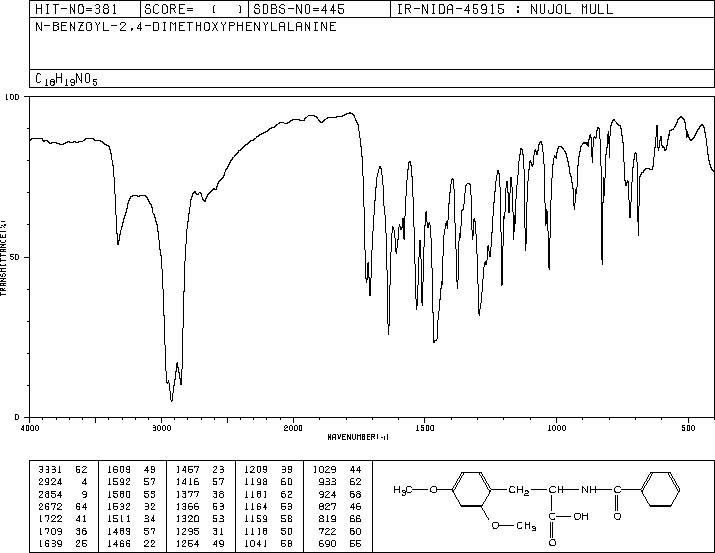 HIT-NO=381 SCORE= ( ) SDBS-NO=445 IR-NIDA-45915 : NUJOL MULL
N-BENZOYL-2,4-DIMETHOXYPHENYLALANINE
C18H19NO5
100
50
0
TRANSMITTANCE(%)
4000 3000 2000 1500 1000 500
WAVENUMBER(-1)
3331 52 1609 49 1467 23 1209 39 1029 44
2924 4 1592 57 1416 57 1198 60 933 62
2854 9 1580 55 1377 38 1181 62 924 68
2672 64 1532 32 1366 53 1164 53 827 46
1722 41 1511 34 1320 53 1159 58 819 66
1709 36 1489 57 1295 31 1118 50 722 60
1639 25 1466 22 1254 49 1041 58 690 55
H3C O CH2 CH NH C
O CH3 C OH O
O